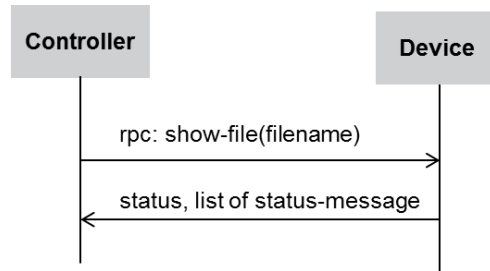 Controller
Device
rpc: show-file(filename)
status, list of status-message